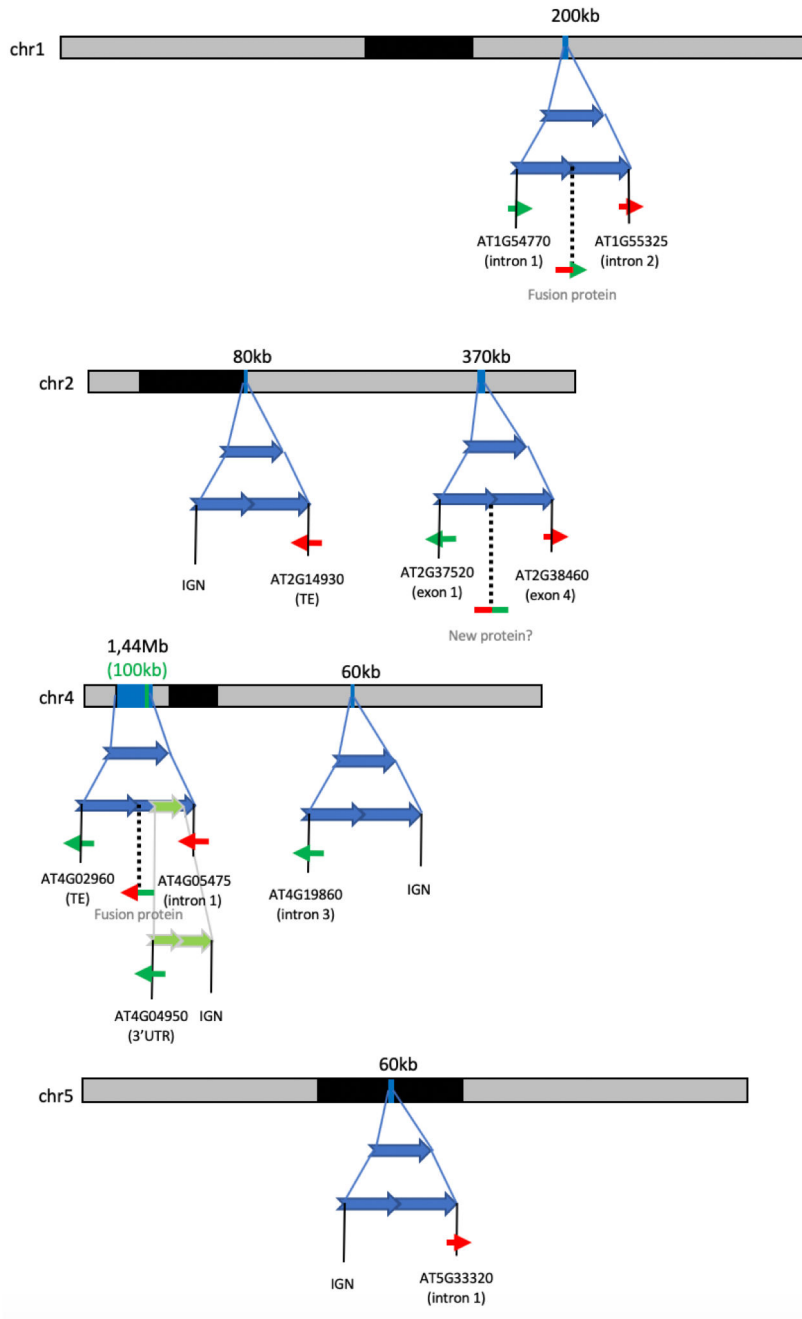 200kb
chr1
AT1G54770
(intron 1)
AT1G55325
(intron 2)
Fusion protein
80kb
370kb
chr2
IGN
AT2G14930
(TE)
AT2G37520
(exon 1)
AT2G38460
(exon 4)
New protein?
1,44Mb
(100kb)
60kb
chr4
AT4G02960
(TE)
AT4G05475
(intron 1)
Fusion protein
AT4G19860
(intron 3)
IGN
AT4G04950
(3’UTR)
IGN
60kb
chr5
IGN
AT5G33320
(intron 1)